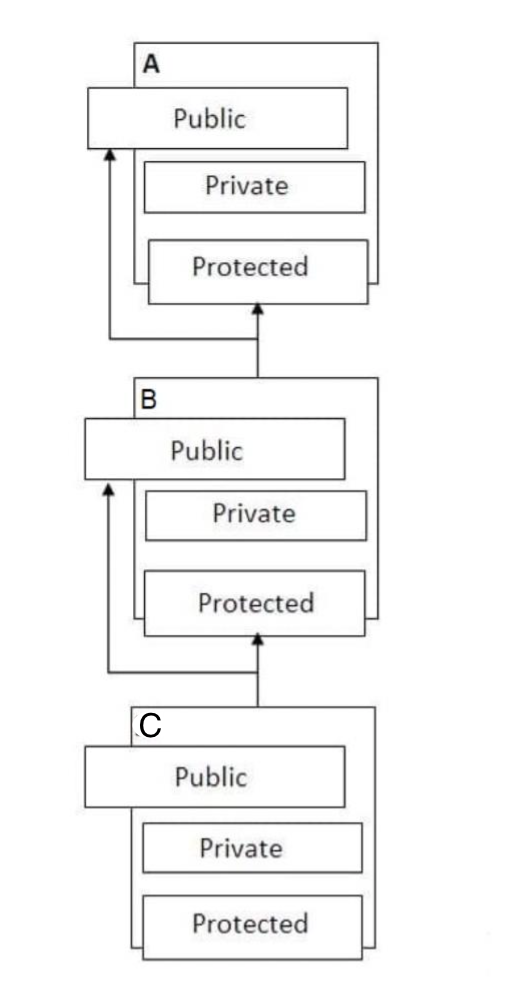 A
Public
Private
Protected
B
Public
Private
Protected
C
Public
Private
Protected